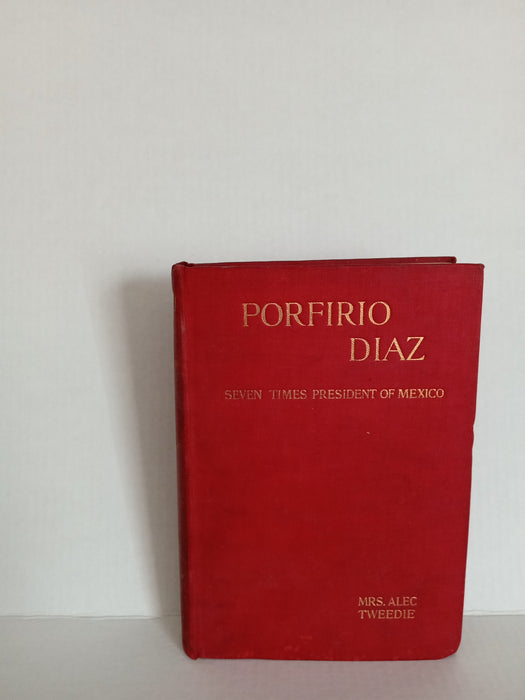 PORFIRIO
DIAZ
SEVEN TIMES PRESIDENT OF MEXICO
MRS. ALEC
TWEEDIE